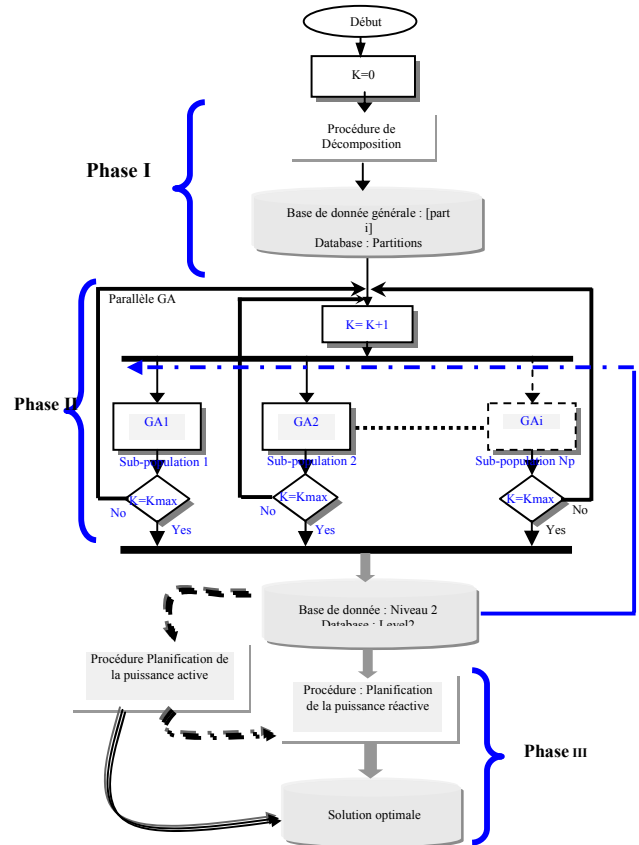 Début
K=0
Procédure de
Décomposition
Phase I
Base de donnée générale : [part
i]
Database : Partitions
Parallèle GA
K= K+1
Phase II
GA1
GA2
GAi
Sub-population 1
Sub-population 2
Sub-population Np
K=Kmax
K=Kmax
K=Kmax
No
No
No
Yes
Yes
Yes
Base de donnée : Niveau 2
Database : Level2
Procédure Planification de
la puissance active
Procédure : Planification
de la puissance réactive
Phase III
Solution optimale